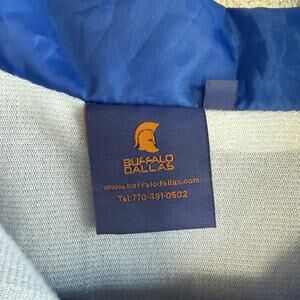 BUFFALO
DALLAS
www.buffalodallas.com
Tel:770-491-0502